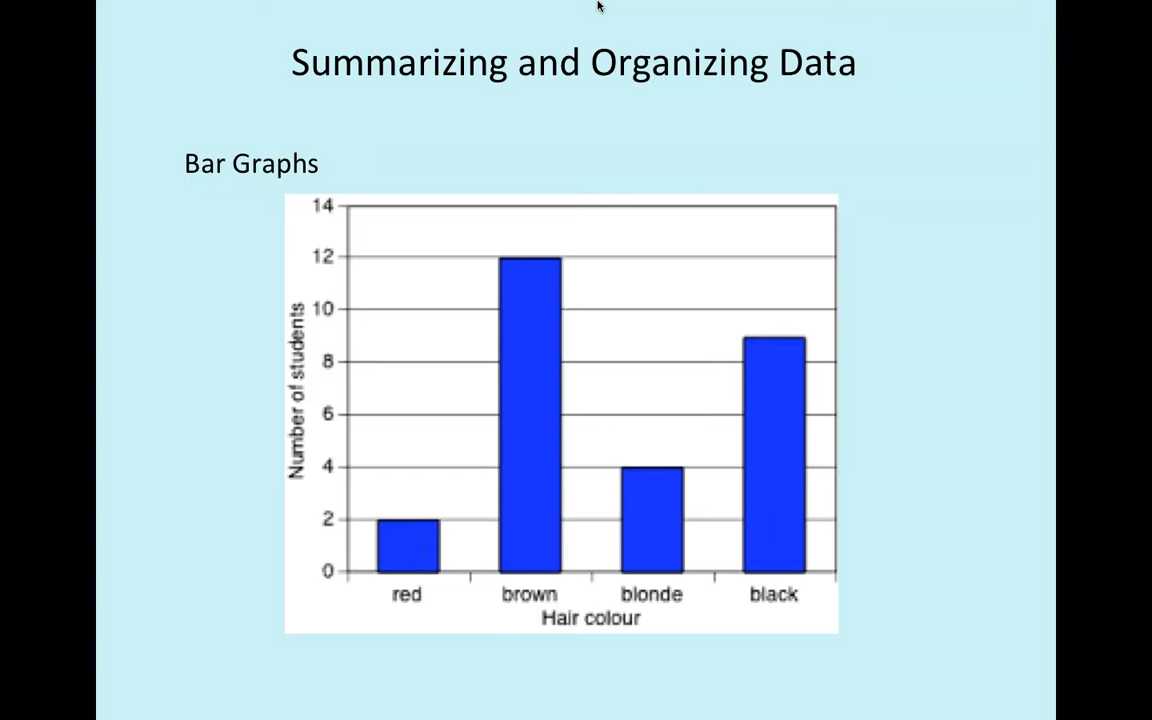 Summarizing and Organizing Data
Bar Graphs
14
12
10
8
6
4
2
0
Number of students
red brown blonde black
Hair colour